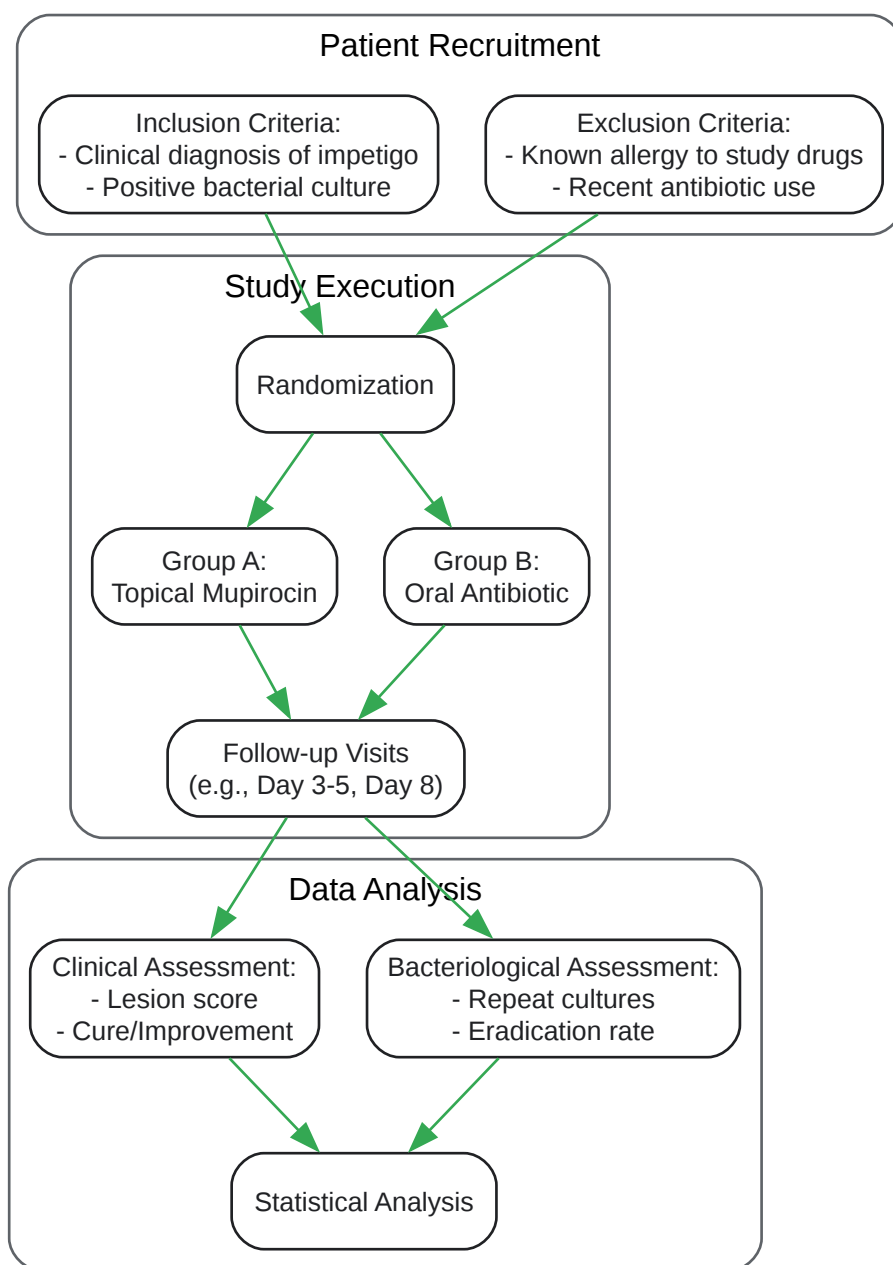 Patient Recruitment
Inclusion Criteria:
- Clinical diagnosis of impetigo
- Positive bacterial culture
Exclusion Criteria:
- Known allergy to study drugs
- Recent antibiotic use
Study Execution
Randomization
Group A:
Topical Mupirocin
Group B:
Oral Antibiotic
Follow-up Visits
(e.g., Day 3-5, Day 8)
Data Analysis
Clinical Assessment:
- Lesion score
- Cure/Improvement
Bacteriological Assessment:
- Repeat cultures
- Eradication rate
Statistical Analysis